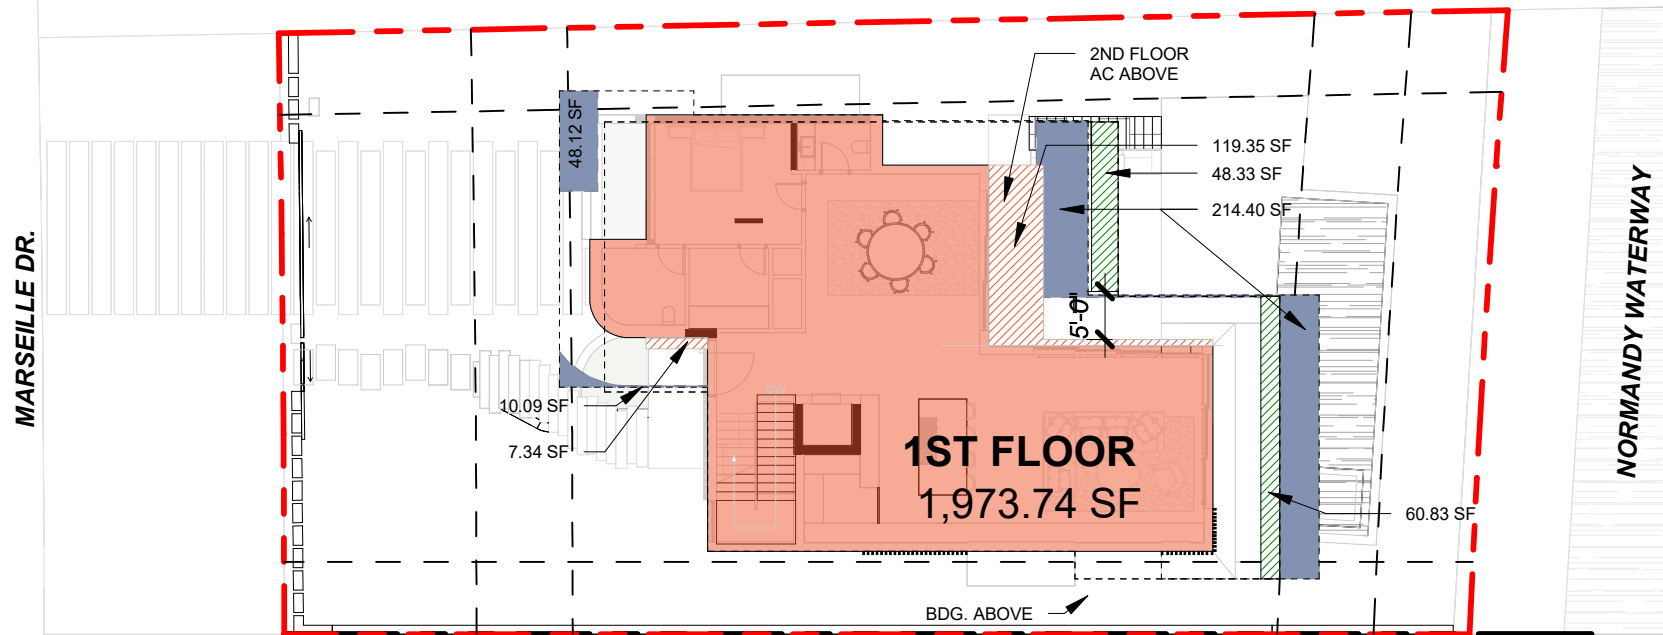 2ND FLOOR
AC ABOVE
48.12 SF
119.35 SF
48.33 SF
214.40 SF
MARSEILLE DR.
NORMANDY WATERWAY
5'-0"
10.09 SF
7.34 SF
DW
1ST FLOOR
1,973.74 SF
60.83 SF
BDG. ABOVE